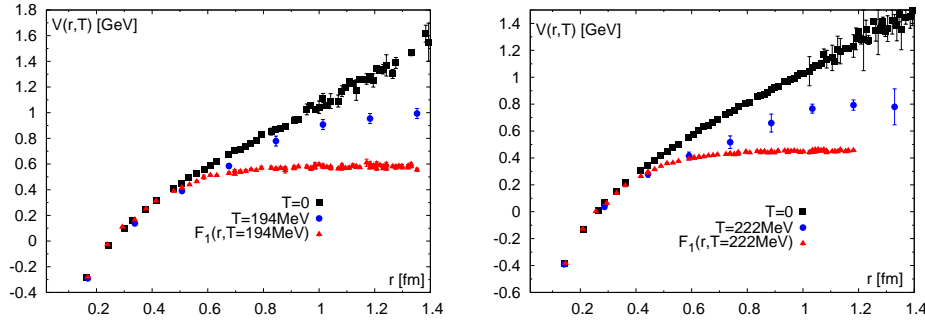 V(r,T) [GeV]
1.8
1.6
1.4
1.2
1
0.8
0.6
0.4
0.2
0
-0.2
-0.4
0 0.2 0.4 0.6 0.8 1 1.2 1.4
r [fm]
T=0
T=194MeV
F1(r,T=194MeV)
V(r,T) [GeV]
1.4
1.2
1
0.8
0.6
0.4
0.2
0
-0.2
-0.4
-0.6
0.2 0.4 0.6 0.8 1 1.2 1.4
r [fm]
T=0
T=222MeV
F1(r,T=222MeV)